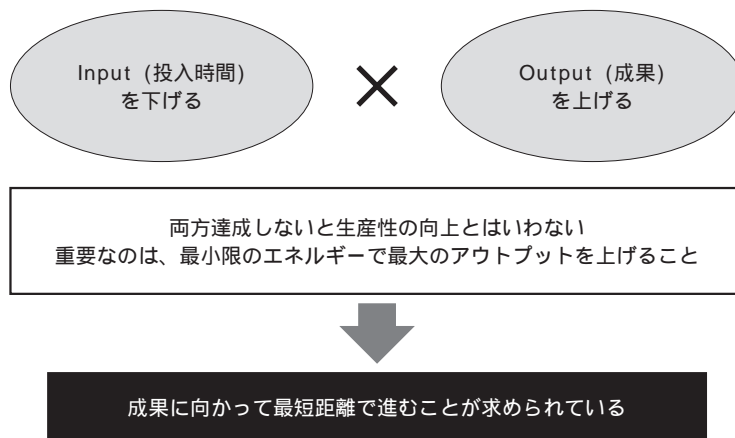 Input（投入時間）
を下げる
×
Output（成果）
を上げる
両方達成しないと生産性の向上とはいわない
重要なのは、最小限のエネルギーで最大のアウトプットを上げること
成果に向かって最短距離で進むことが求められている